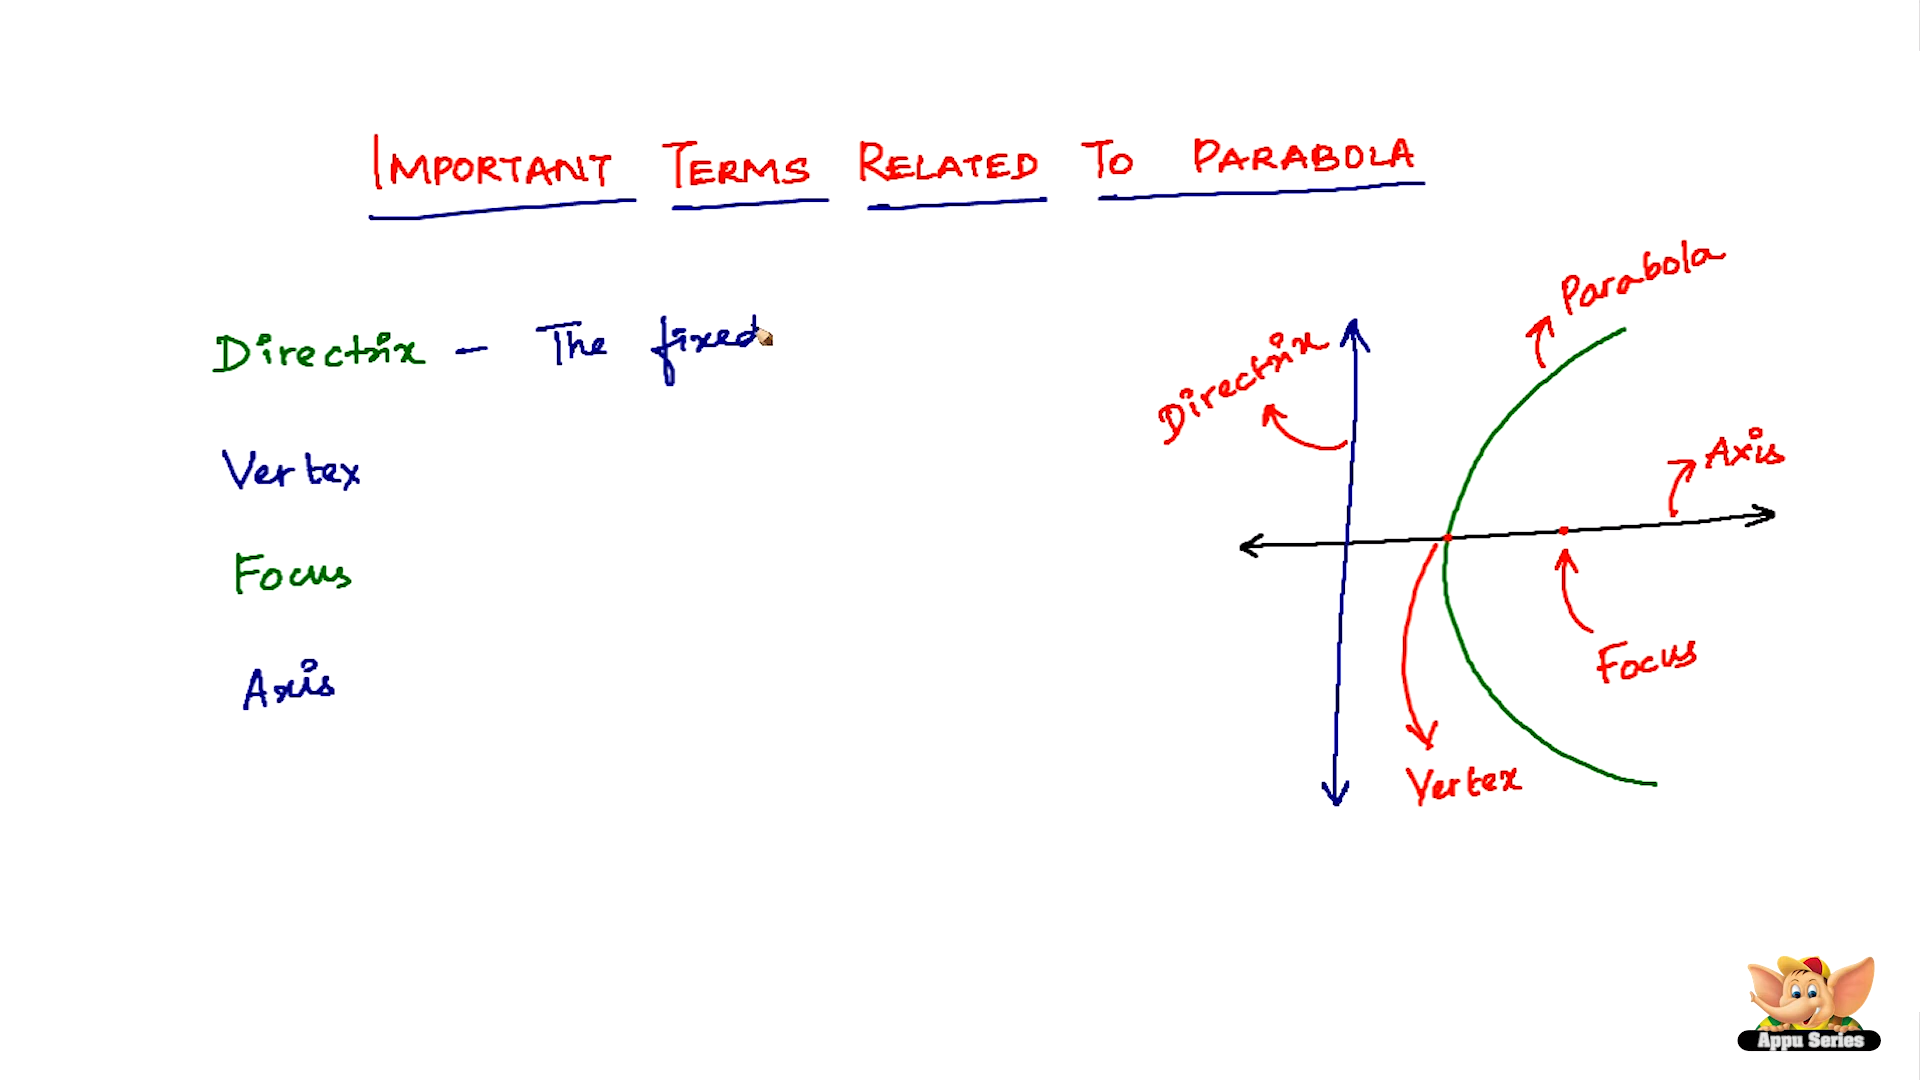 IMPORTANT TERMS RELATED TO PARABOLA
Directrix - The fixed
Vertex
Focus
Axis
Parabola
Directrix
Axis
Focus
Vertex
Appu Series